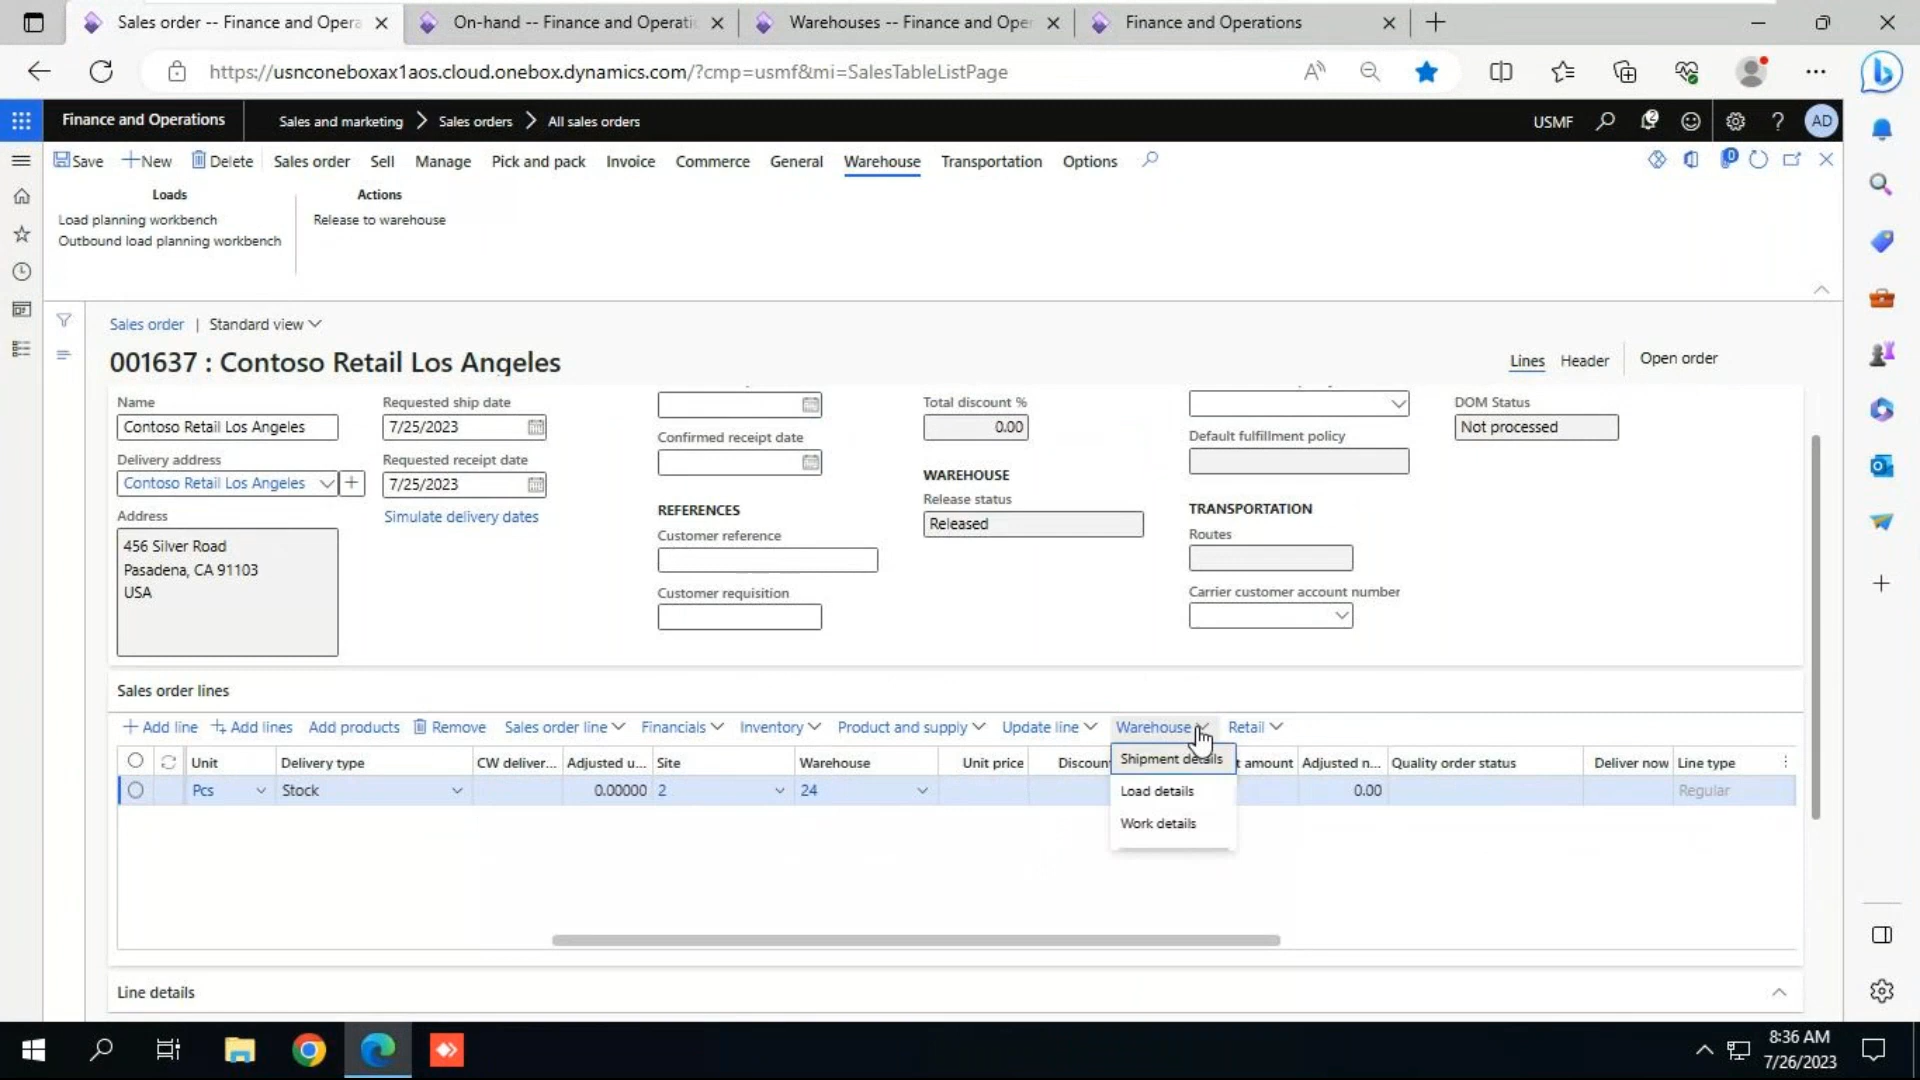 Sales order -- Finance and Opera
On-hand -- Finance and Operati
Warehouses -- Finance and Ope
Finance and Operations
https://usnconeboxax1aos.cloud.onebox.dynamics.com/?cmp=usmf&mi=SalesTableListPage
Finance and Operations
Sales and marketing
Sales orders
All sales orders
USMF
2
AD
Save
New
Delete
Sales order
Sell
Manage
Pick and pack
Invoice
Commerce
General
Warehouse
Transportation
Options
0
Loads
Load planning workbench
Outbound load planning workbench
Actions
Release to warehouse
Sales order | Standard view
001637 : Contoso Retail Los Angeles
Lines
Header
Open order
Name
Contoso Retail Los Angeles
Delivery address
Contoso Retail Los Angeles
Address
456 Silver Road
Pasadena, CA 91103
USA
Requested ship date
7/25/2023
Requested receipt date
7/25/2023
Simulate delivery dates
Confirmed receipt date
REFERENCES
Customer reference
Customer requisition
Total discount %
0.00
WAREHOUSE
Release status
Released
Default fulfillment policy
TRANSPORTATION
Routes
Carrier customer account number
DOM Status
Not processed
Sales order lines
Add line
Add lines
Add products
Remove
Sales order line
Financials
Inventory
Product and supply
Update line
Warehouse
Retail
Shipment details
Load details
Work details
Unit
Delivery type
CW deliver...
Adjusted u...
Site
Warehouse
Unit price
Discoun
t amount
Adjusted n...
Quality order status
Deliver now
Line type
Pcs
Stock
0.00000
2
24
0.00
Regular
Line details
8:36 AM
7/26/2023